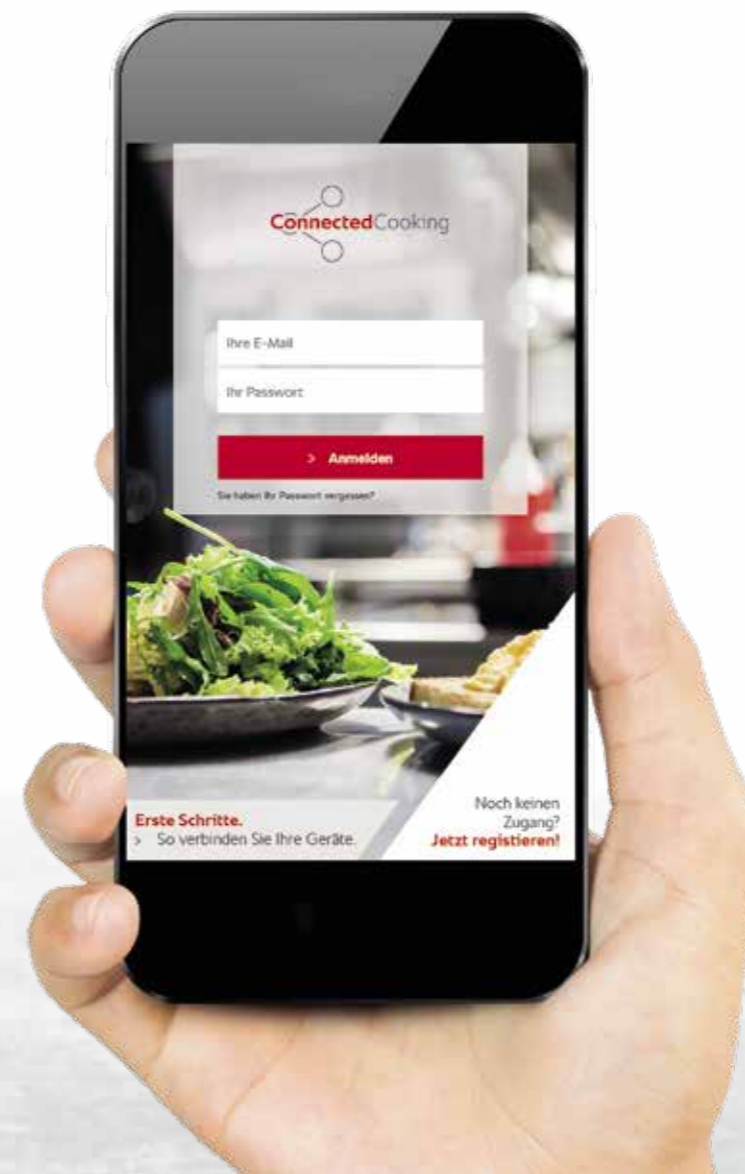 ConnectedCooking
Ihre E-Mail
Ihr Passwort
> Anmelden
Sie haben Ihr Passwort vergessen?
Erste Schritte.
> So verbinden Sie Ihre Geräte.
Noch keinen
Zugang?
Jetzt registieren!